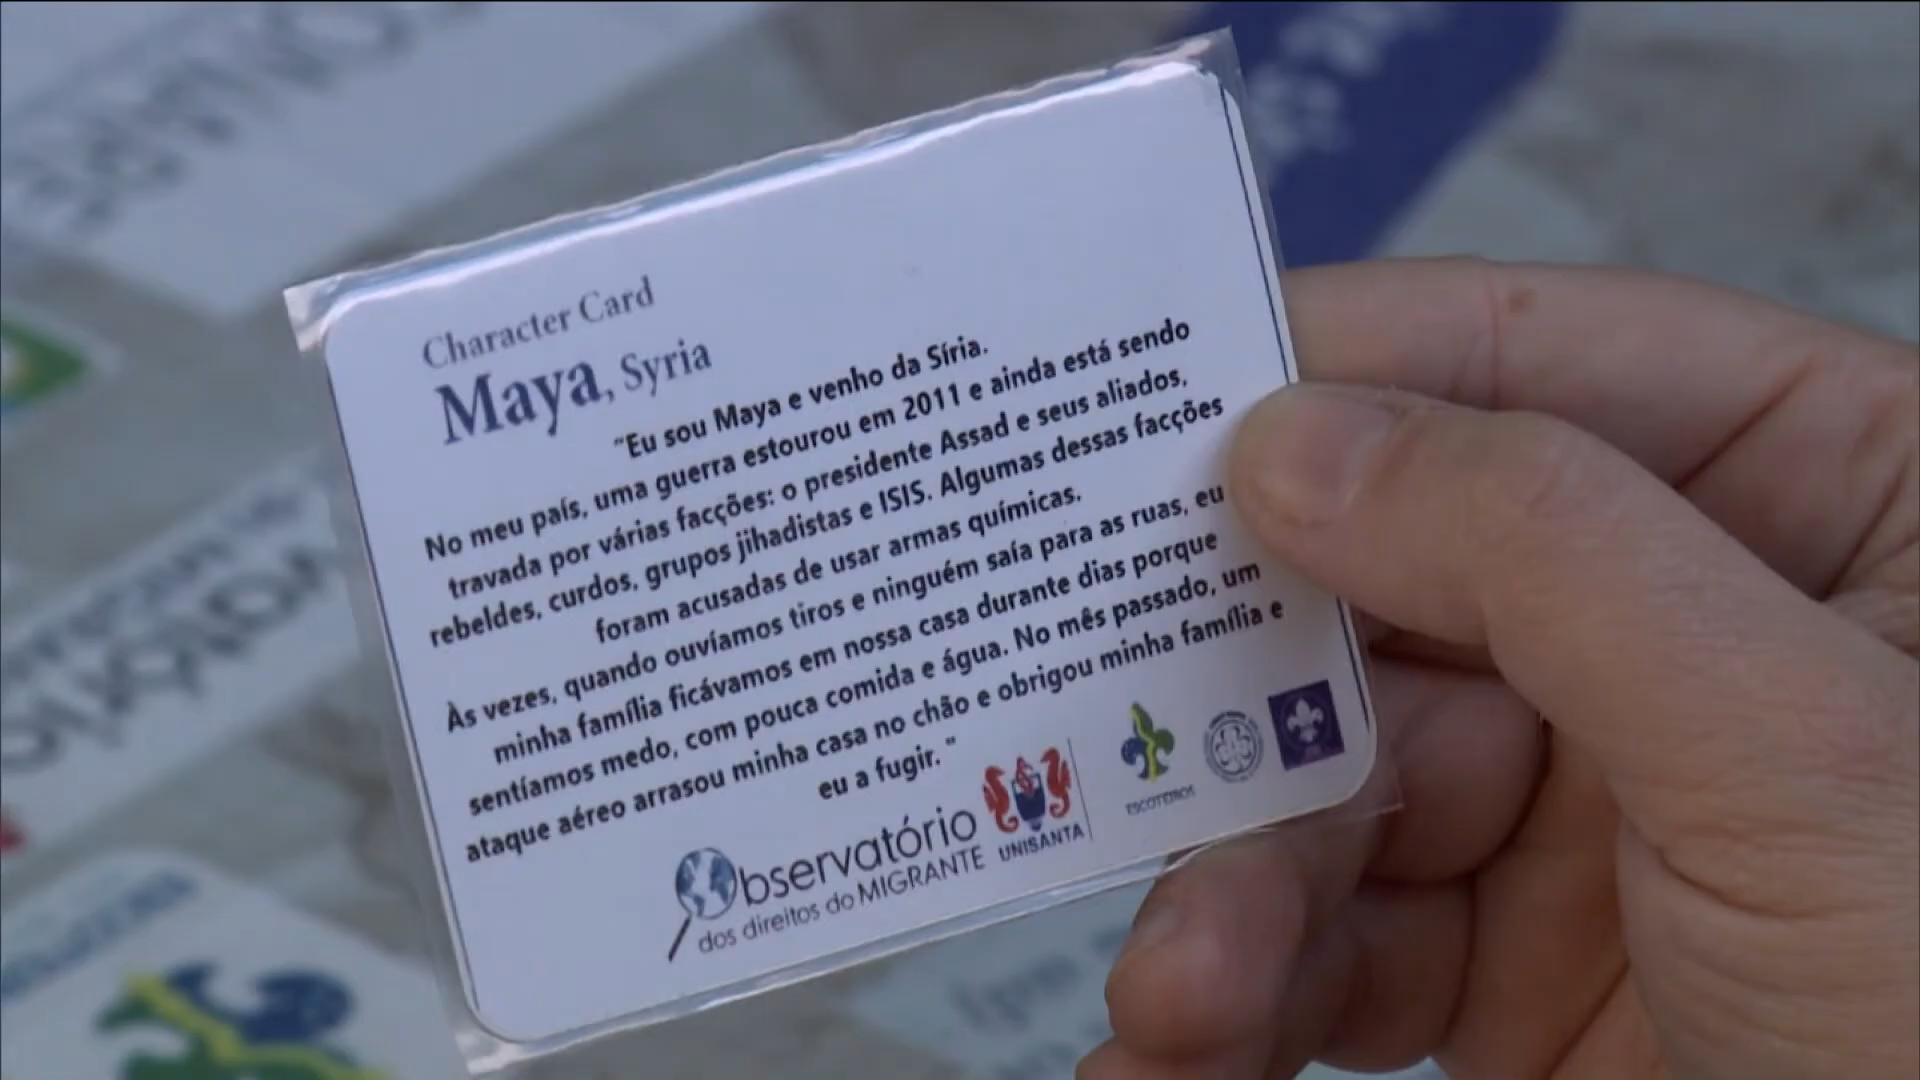 Character Card
Maya, Syria
"Eu sou Maya e venho da Síria.
No meu país, uma guerra estourou em 2011 e ainda está sendo
travada por várias facções: o presidente Assad e seus aliados,
rebeldes, curdos, grupos jihadistas e ISIS. Algumas dessas facções
foram acusadas de usar armas químicas.
Às vezes, quando ouvíamos tiros e ninguém saía para as ruas, eu
minha família ficávamos em nossa casa durante dias porque
sentíamos medo, com pouca comida e água. No mês passado, um
ataque aéreo arrasou minha casa no chão e obrigou minha família e
eu a fugir. "
Observatório
dos direitos do MIGRANTE
UNISANTA
ESCOTEIROS